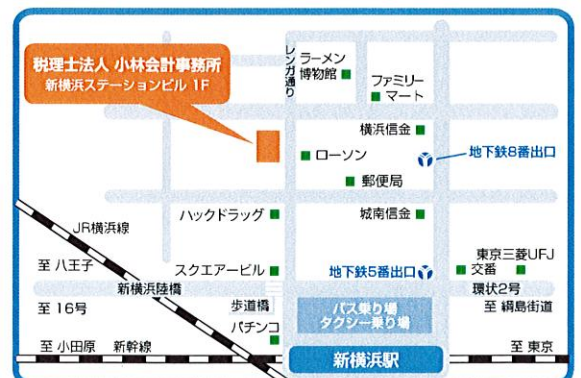 税理士法人 小林会計事務所
新横浜ステーションビル 1F
レンガ通り
ラーメン
博物館
ファミリー
マート
横浜信金
ローソン
地下鉄8番出口
郵便局
ハックドラッグ
城南信金
JR横浜線
至 八王子
スクエアービル
地下鉄5番出口
東京三菱UFJ
交番
新横浜陸橋
環状2号
至 16号
歩道橋
バス乗り場
タクシー乗り場
至 綱島街道
パチンコ
至 小田原
新幹線
新横浜駅
至 東京